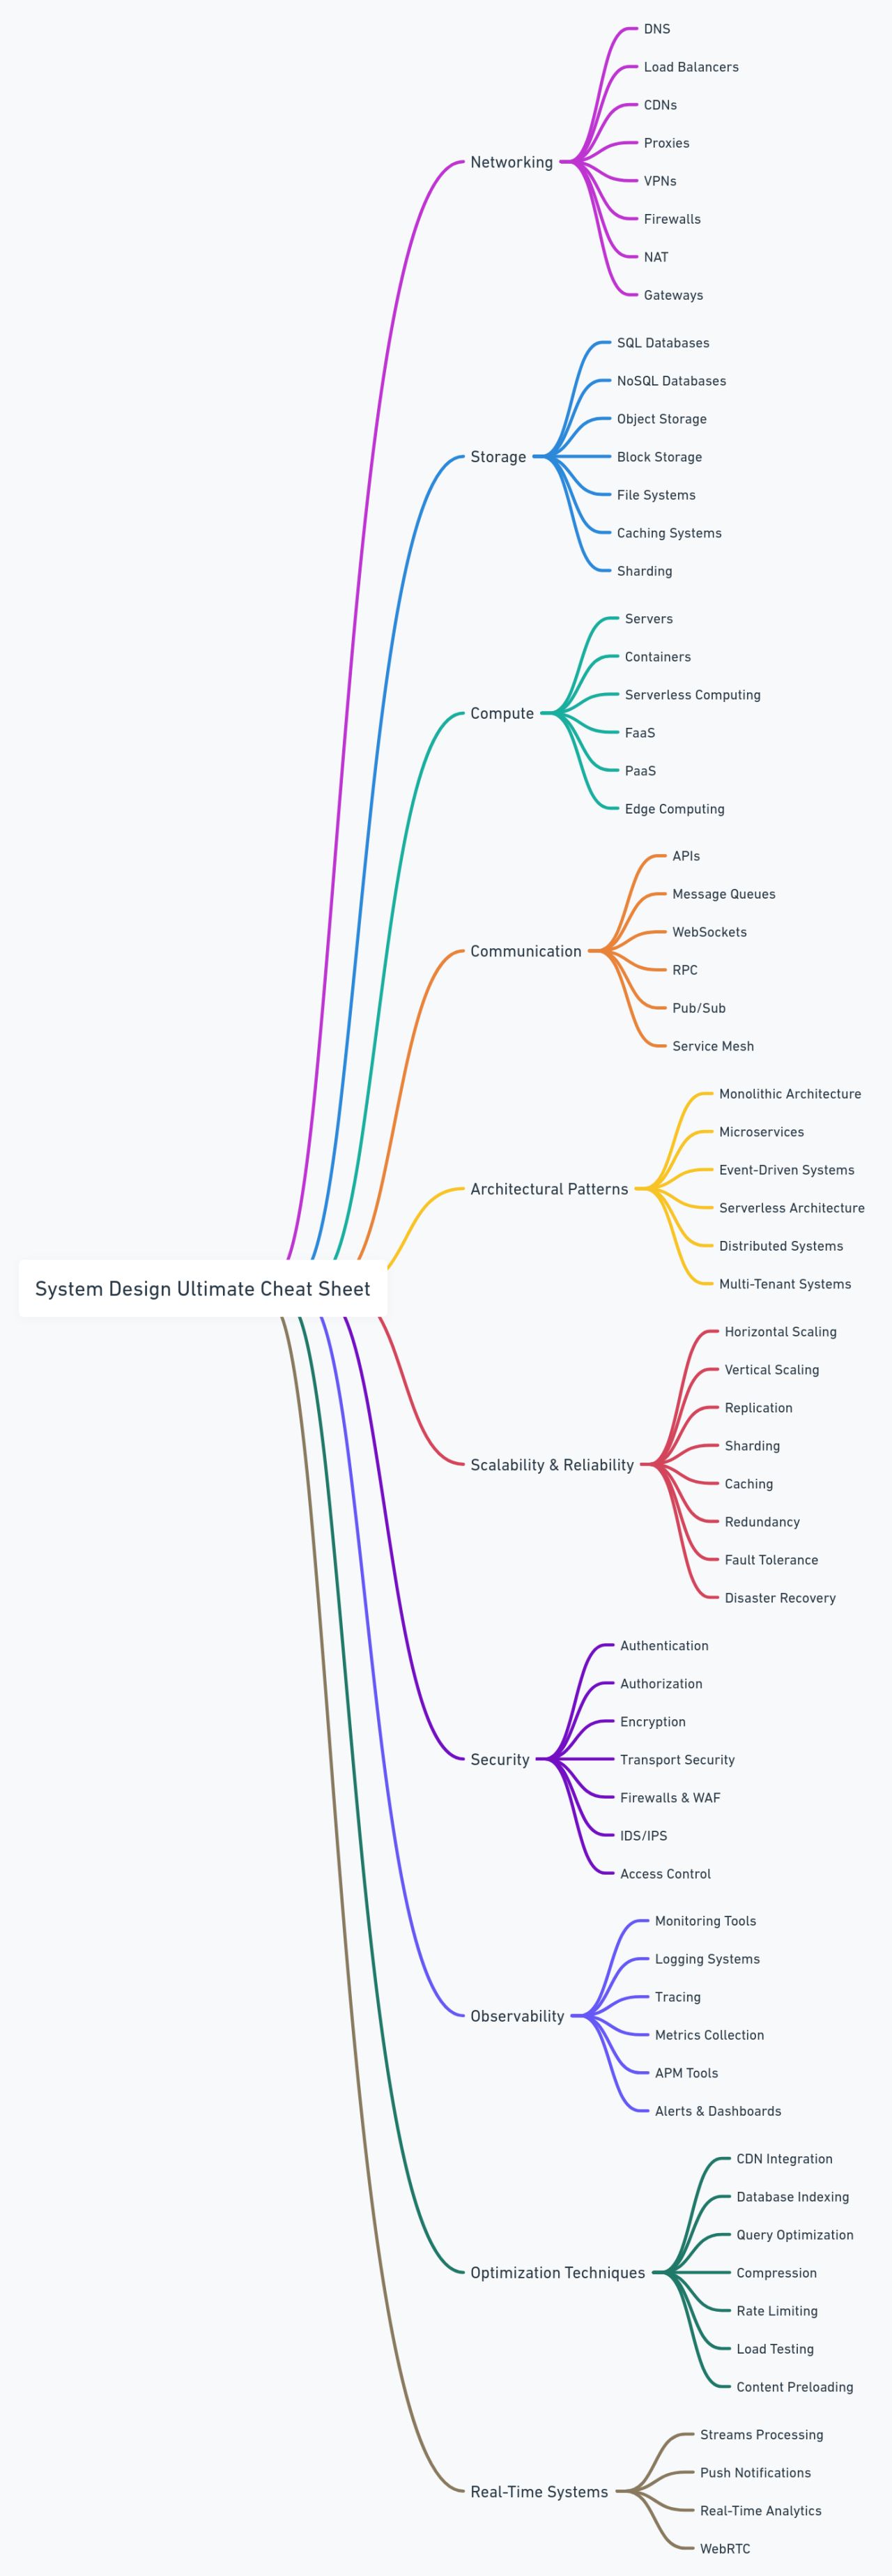 System Design Ultimate Cheat Sheet
Networking
DNS
Load Balancers
CDNs
Proxies
VPNs
Firewalls
NAT
Gateways
Storage
SQL Databases
NoSQL Databases
Object Storage
Block Storage
File Systems
Caching Systems
Sharding
Compute
Servers
Containers
Serverless Computing
FaaS
PaaS
Edge Computing
Communication
APIs
Message Queues
WebSockets
RPC
Pub/Sub
Service Mesh
Architectural Patterns
Monolithic Architecture
Microservices
Event-Driven Systems
Serverless Architecture
Distributed Systems
Multi-Tenant Systems
Scalability & Reliability
Horizontal Scaling
Vertical Scaling
Replication
Sharding
Caching
Redundancy
Fault Tolerance
Disaster Recovery
Security
Authentication
Authorization
Encryption
Transport Security
Firewalls & WAF
IDS/IPS
Access Control
Observability
Monitoring Tools
Logging Systems
Tracing
Metrics Collection
APM Tools
Alerts & Dashboards
Optimization Techniques
CDN Integration
Database Indexing
Query Optimization
Compression
Rate Limiting
Load Testing
Content Preloading
Real-Time Systems
Streams Processing
Push Notifications
Real-Time Analytics
WebRTC